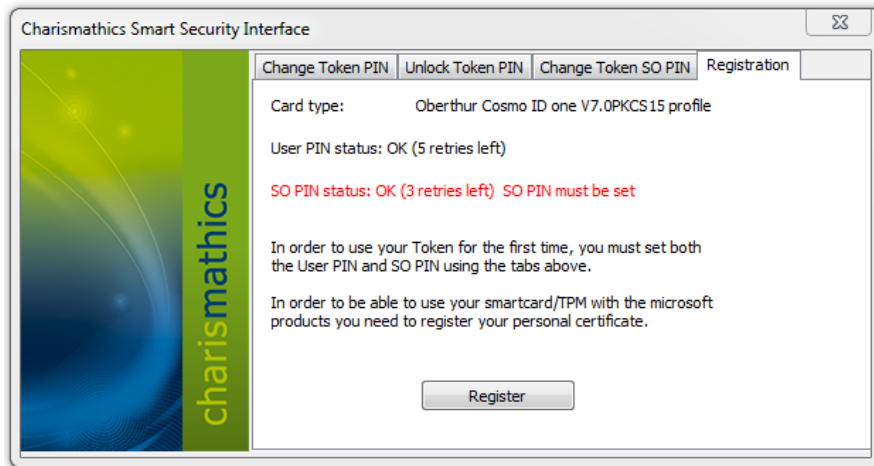 Charismathics Smart Security Interface
Change Token PIN Unlock Token PIN Change Token SO PIN Registration
Card type: Oberthur Cosmo ID one V7.0PKCS15 profile
User PIN status: OK (5 retries left)
SO PIN status: OK (3 retries left) SO PIN must be set
In order to use your Token for the first time, you must set both
the User PIN and SO PIN using the tabs above.
In order to be able to use your smartcard/TPM with the microsoft
products you need to register your personal certificate.
Register
charismathics